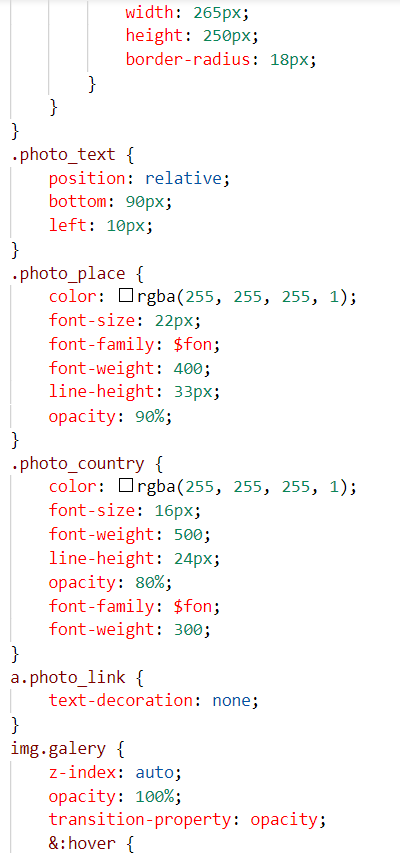 width: 265px;
height: 250px;
border-radius: 18px;
}
}
}
.photo_text {
position: relative;
bottom: 90px;
left: 10px;
}
.photo_place {
color: rgba(255, 255, 255, 1);
font-size: 22px;
font-family: $fon;
font-weight: 400;
line-height: 33px;
opacity: 90%;
}
.photo_country {
color: rgba(255, 255, 255, 1);
font-size: 16px;
font-weight: 500;
line-height: 24px;
opacity: 80%;
font-family: $fon;
font-weight: 300;
}
a.photo_link {
text-decoration: none;
}
img.galery {
z-index: auto;
opacity: 100%;
transition-property: opacity;
&:hover {